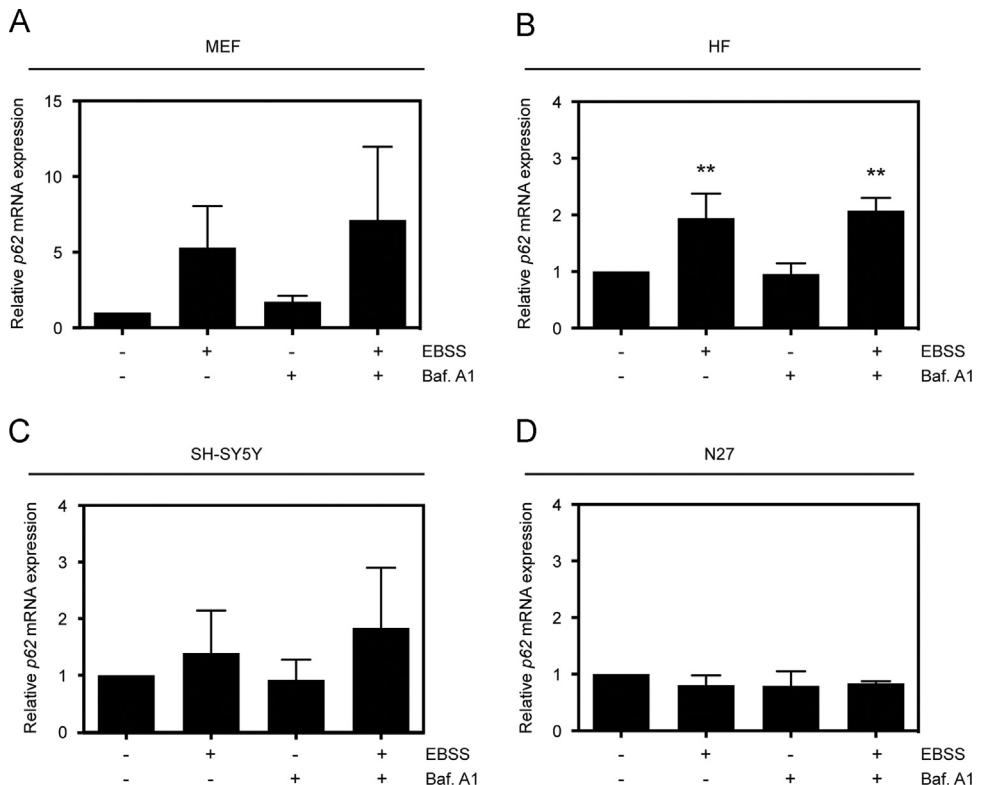 A
MEF
Relative p62 mRNA expression
15
10
5
0
- + - + EBSS
- - + + Baf. A1
B
HF
Relative p62 mRNA expression
4
3
2
1
0
** **
- + - + EBSS
- - + + Baf. A1
C
SH-SY5Y
Relative p62 mRNA expression
4
3
2
1
0
- + - + EBSS
- - + + Baf. A1
D
N27
Relative p62 mRNA expression
4
3
2
1
0
- + - + EBSS
- - + + Baf. A1